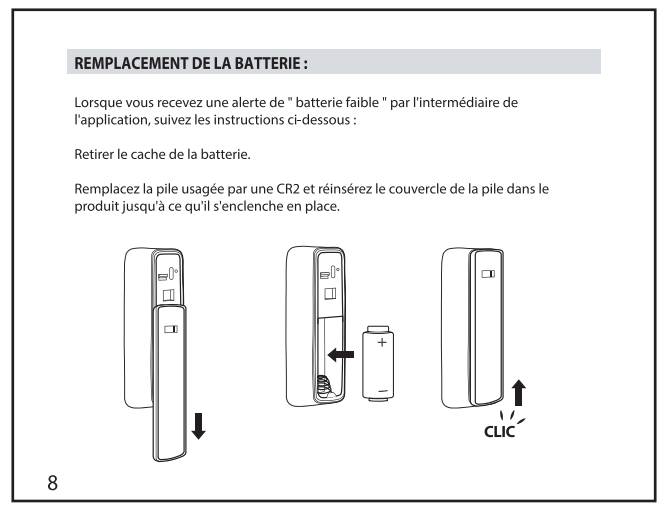 REMPLACEMENT DE LA BATTERIE :
Lorsque vous recevez une alerte de " batterie faible " par l'intermédiaire de
l'application, suivez les instructions ci-dessous :
Retirer le cache de la batterie.
Remplacez la pile usagée par une CR2 et réinsérez le couvercle de la pile dans le
produit jusqu'à ce qu'il s'enclenche en place.
+
–
CLIC
8